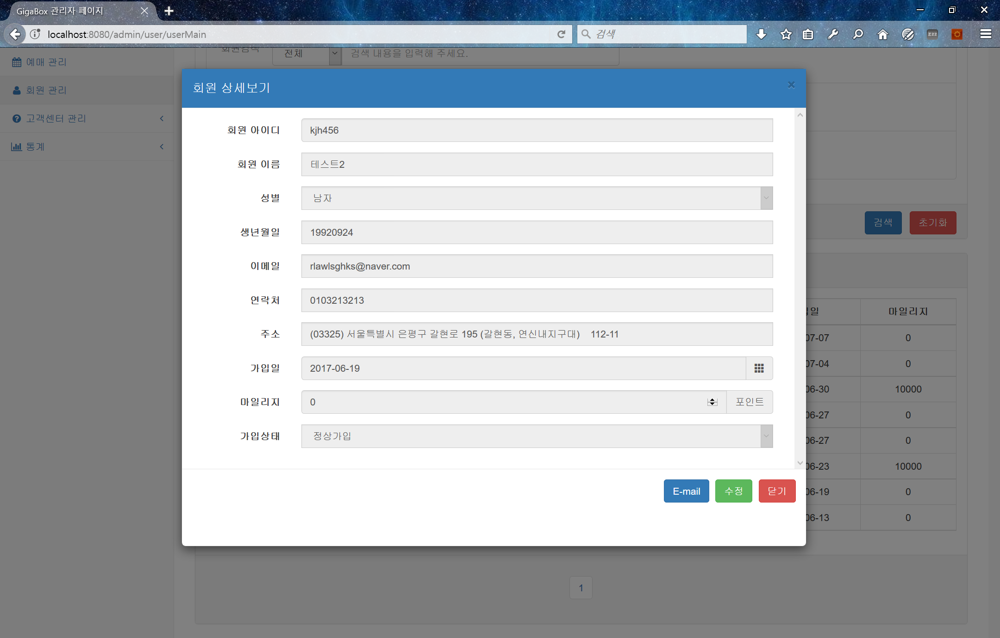 GigaBox 관리자 페이지
localhost:8080/admin/user/userMain
검색
회원검색 전체 검색 내용을 입력해 주세요.
예매 관리
회원 관리
고객센터 관리
통계
회원 상세보기
회원 아이디 kjh456
회원 이름 테스트2
성별 남자
생년월일 19920924
이메일 rlawlsghks@naver.com
연락처 0103213213
주소 (03325) 서울특별시 은평구 갈현로 195 (갈현동, 연신내지구대) 112-11
가입일 2017-06-19
마일리지 0 포인트
가입상태 정상가입
E-mail 수정 닫기
검색 초기화
일 마일리지
07-07 0
07-04 0
06-30 10000
06-27 0
06-27 0
06-23 10000
06-19 0
06-13 0
1